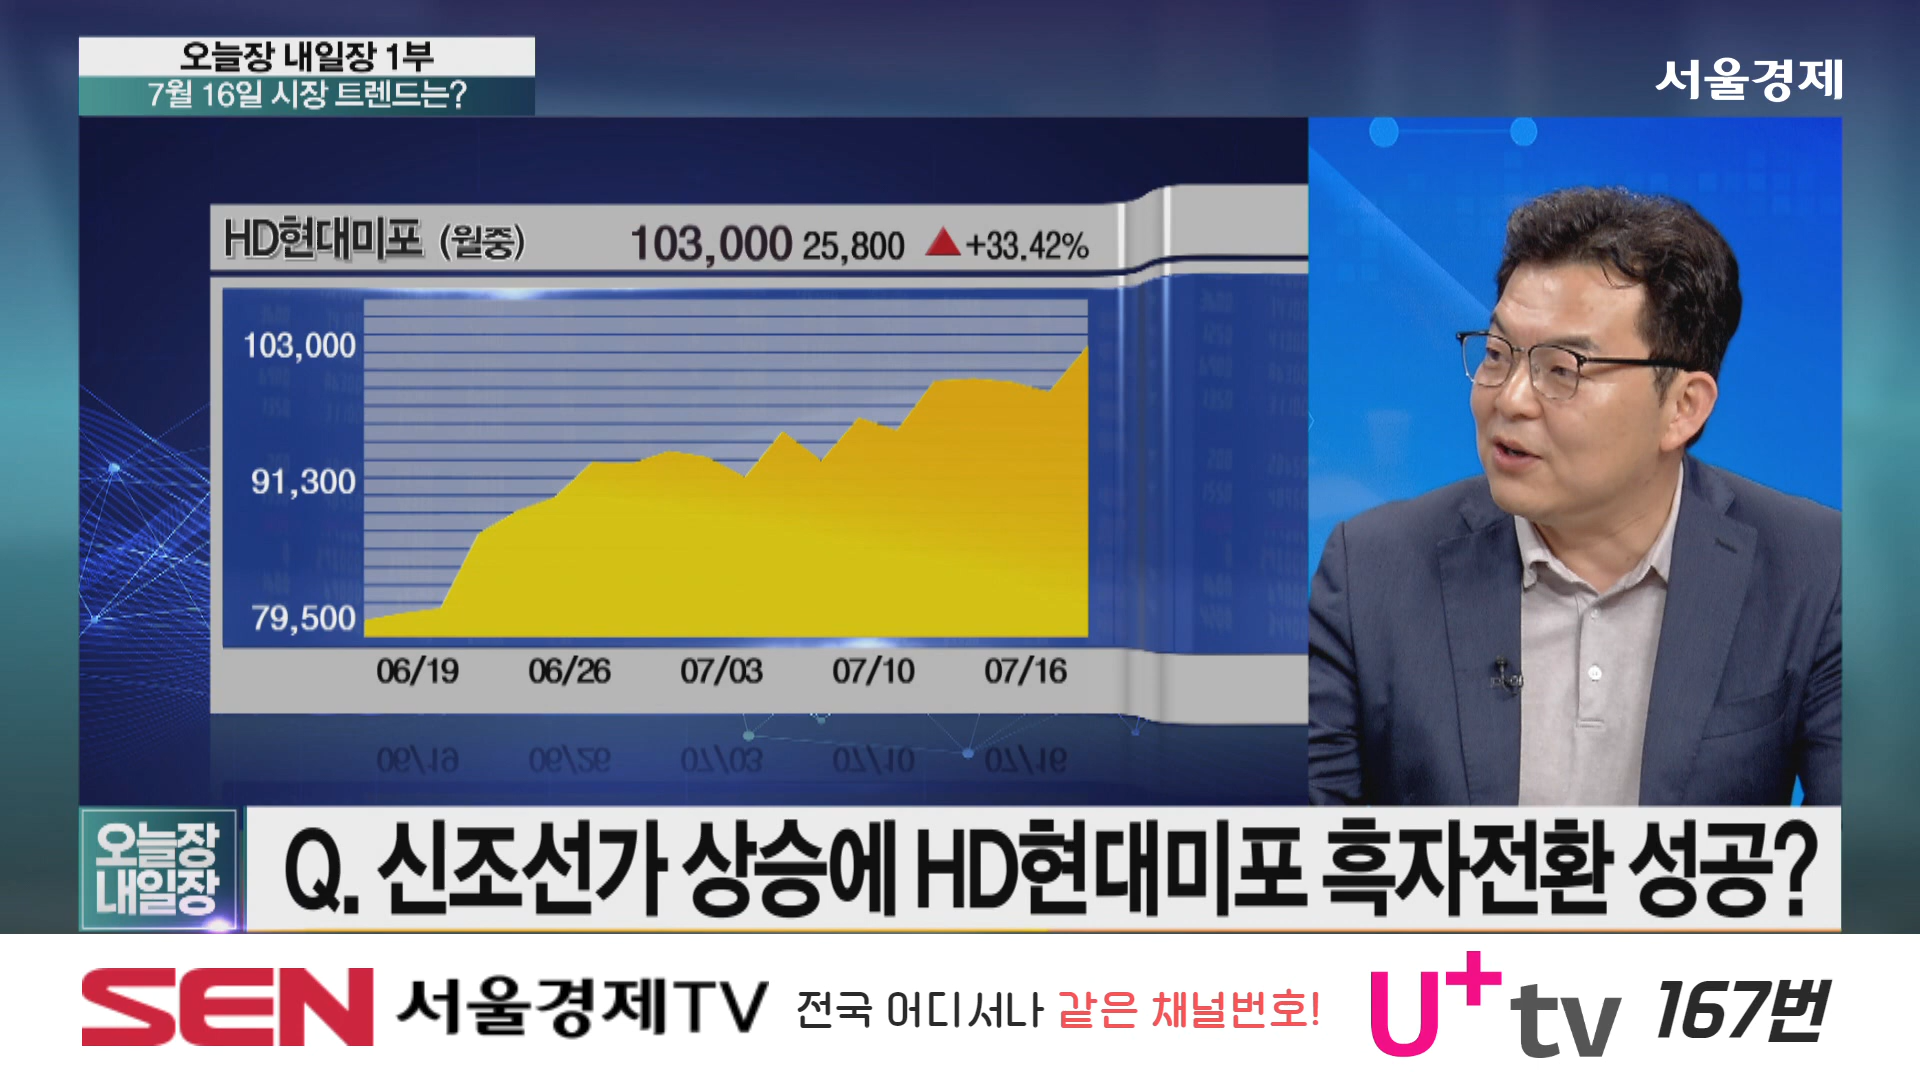 오늘장 내일장 1부
7월 16일 시장 트렌드는?
서울경제
HD현대미포 (월중) 103,000 25,800 ▲ +33.42%
103,000
91,300
79,500
06/19 06/26 07/03 07/10 07/16
오늘장
내일장
Q. 신조선가 상승에 HD현대미포 흑자전환 성공?
SEN 서울경제TV 전국 어디서나 같은 채널번호! U+tv 167번